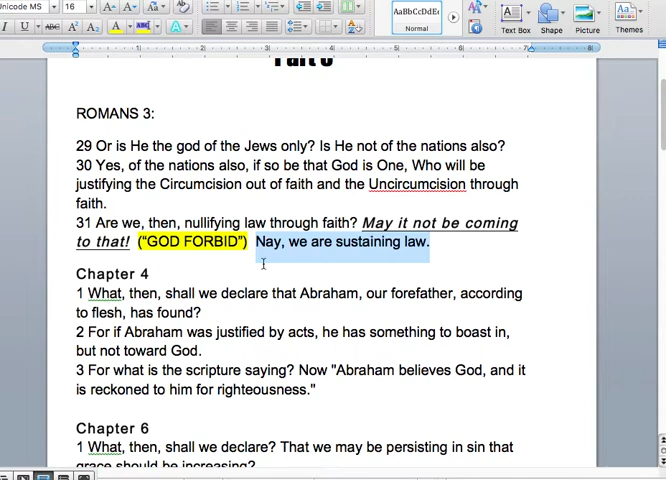 16
AaBbCcDdE
Normal
Text Box Shape Picture Themes
ROMANS 3:
29 Or is He the god of the Jews only? Is He not of the nations also?
30 Yes, of the nations also, if so be that God is One, Who will be
justifying the Circumcision out of faith and the Uncircumcision through
faith.
31 Are we, then, nullifying law through faith? May it not be coming
to that! (“GOD FORBID”) Nay, we are sustaining law.
Chapter 4
1 What, then, shall we declare that Abraham, our forefather, according
to flesh, has found?
2 For if Abraham was justified by acts, he has something to boast in,
but not toward God.
3 For what is the scripture saying? Now "Abraham believes God, and it
is reckoned to him for righteousness."
Chapter 6
1 What, then, shall we declare? That we may be persisting in sin that
grace should be increasing?